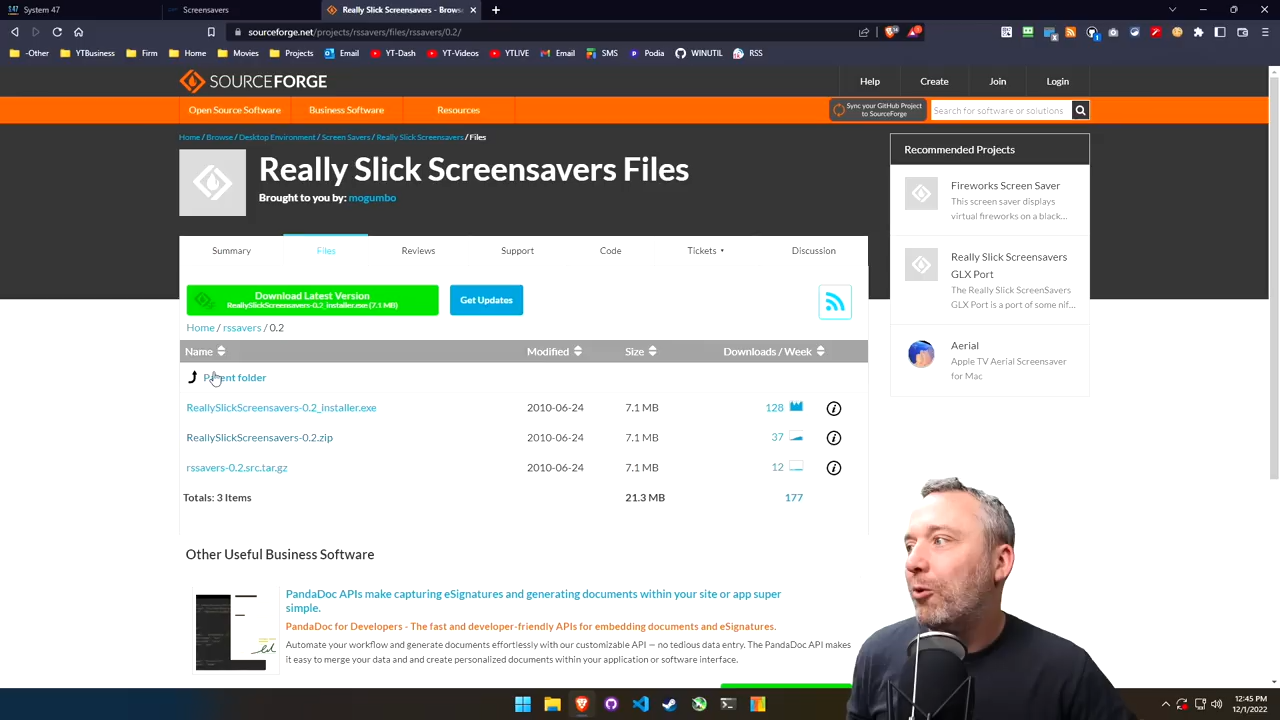 System 47
Screensaver.net
Really Slick Screensavers - Brows
sourceforge.net/projects/rssavers/files/rssavers/0.2/
-Other
YTBusiness
Firm
Projects
YT-Dash
YT-Videos
YTLIVE
Email
SMS
Podia
WINUTIL
RSS
SOURCEFORGE
Help
Create
Join
Login
Open Source Software
Business Software
Resources
Sync your GitHub Project
to SourceForge
Search for software or solutions
Home / Browse / Desktop Environment / Screen Savers / Really Slick Screensavers / Files
Really Slick Screensavers Files
Brought to you by: mogumbo
Summary
Files
Reviews
Support
Code
Tickets
Discussion
Download Latest Version
ReallySlickScreensavers-0.2_installer.exe (7.1 MB)
Get Updates
Home / rssavers / 0.2
Name
Modified
Size
Downloads / Week
Parent folder
ReallySlickScreensavers-0.2_installer.exe
2010-06-24
7.1 MB
128
ReallySlickScreensavers-0.2.zip
2010-06-24
7.1 MB
37
rssavers-0.2.src.tar.gz
2010-06-24
7.1 MB
12
Totals: 3 Items
21.3 MB
177
Other Useful Business Software
PandaDoc APIs make capturing eSignatures and generating documents within your site or app super
simple.
PandaDoc for Developers - The fast and developer-friendly APIs for embedding documents and eSignatures.
Automate your workflow and generate documents effortlessly with our customizable API — no tedious data entry. The PandaDoc API makes
it easy to merge your data and and create personalized documents within your application or software interface.
Recommended Projects
Fireworks Screen Saver
This screen saver displays
virtual fireworks on a black...
Really Slick Screensavers
GLX Port
The Really Slick ScreenSavers
GLX Port is a port of some nif...
Aerial
Apple TV Aerial Screensaver
for Mac
12:45 PM
12/1/2022